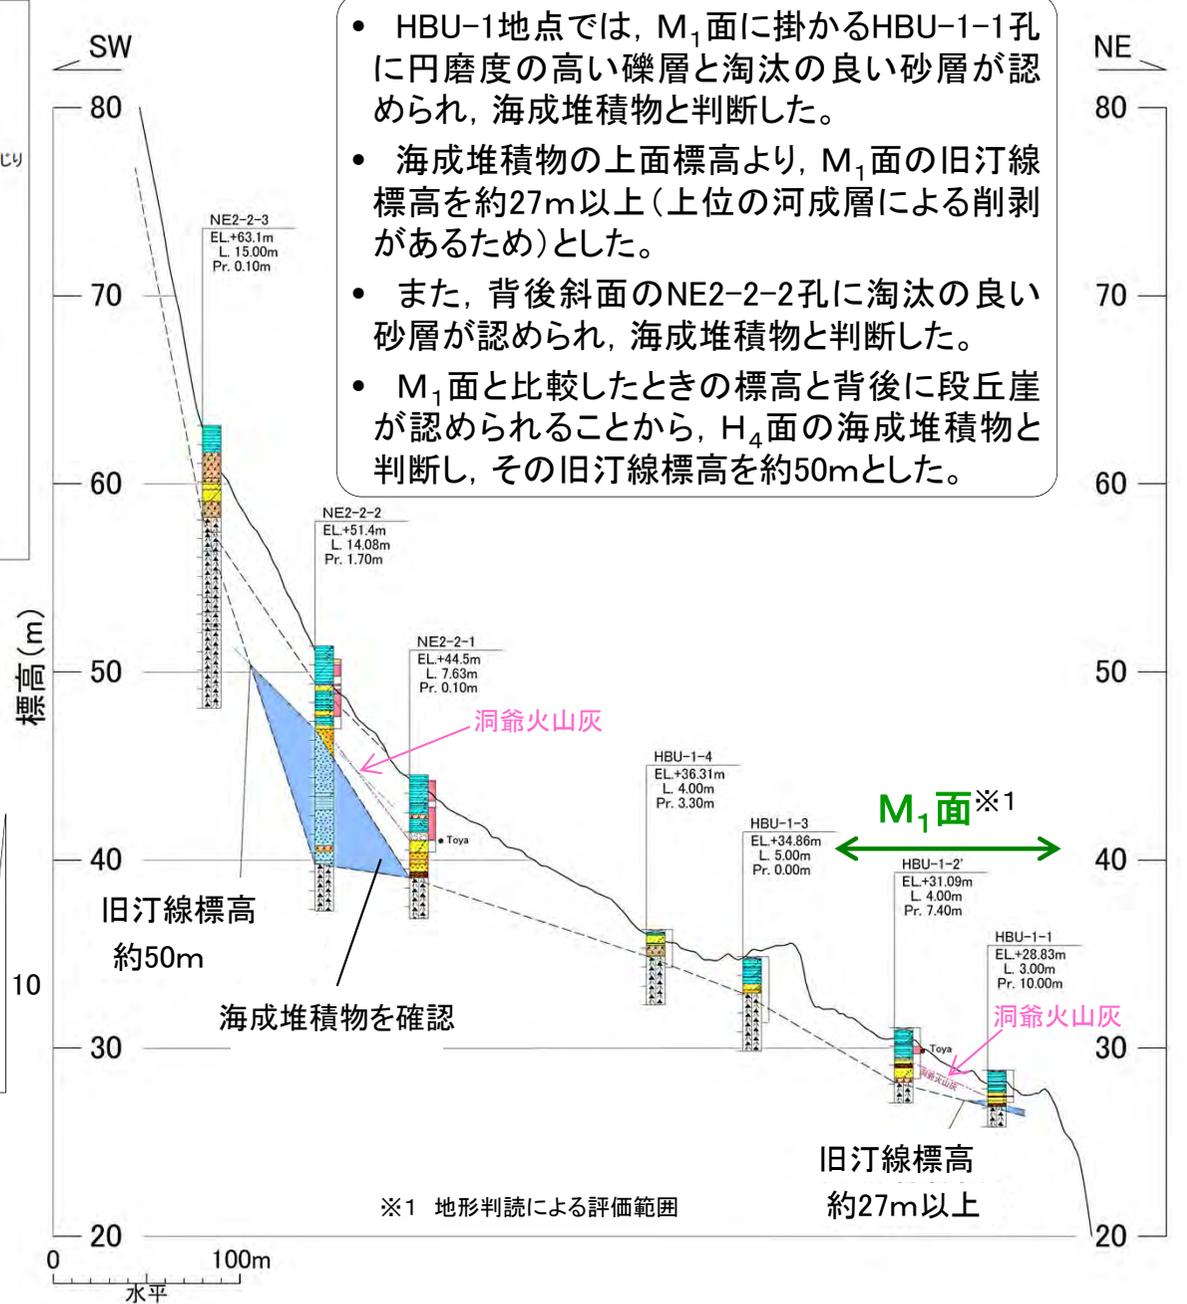 SW
NE
• HBU-1地点では，M₁面に掛かるHBU-1-1孔
に円磨度の高い礫層と淘汰の良い砂層が認
められ，海成堆積物と判断した。
• 海成堆積物の上面標高より，M₁面の旧汀線
標高を約27m以上（上位の河成層による削剥
があるため）とした。
• また，背後斜面のNE2-2-2孔に淘汰の良い
砂層が認められ，海成堆積物と判断した。
• M₁面と比較したときの標高と背後に段丘崖
が認められることから，H₄面の海成堆積物と
判断し，その旧汀線標高を約50mとした。
じり
80
80
70
70
60
60
50
50
40
40
30
30
20
20
標高（m）
10
NE2-2-3
EL.+63.1m
L. 15.00m
Pr. 0.10m
NE2-2-2
EL.+51.4m
L. 14.08m
Pr. 1.70m
NE2-2-1
EL.+44.5m
L. 7.63m
Pr. 0.10m
洞爺火山灰
Toya
HBU-1-4
EL.+36.31m
L. 4.00m
Pr. 3.30m
HBU-1-3
EL.+34.86m
L. 5.00m
Pr. 0.00m
M₁面※1
HBU-1-2'
EL.+31.09m
L. 4.00m
Pr. 7.40m
HBU-1-1
EL.+28.83m
L. 3.00m
Pr. 10.00m
旧汀線標高
約50m
海成堆積物を確認
洞爺火山灰
Toya
洞爺火山灰
旧汀線標高
約27m以上
※1 地形判読による評価範囲
0
100m
水平